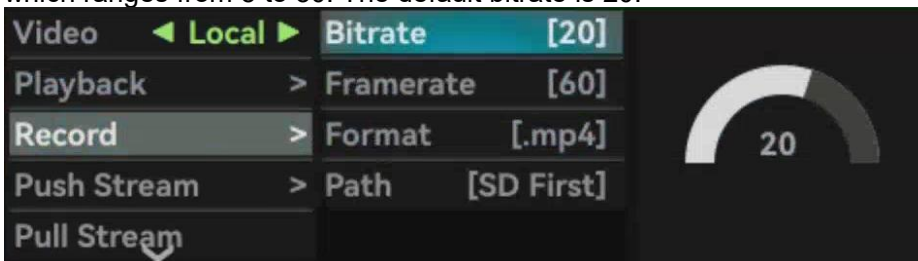 Video ◀ Local ▶ Bitrate [20]
Playback > Framerate [60]
Record > Format [.mp4] 20
Push Stream > Path [SD First]
Pull Stream